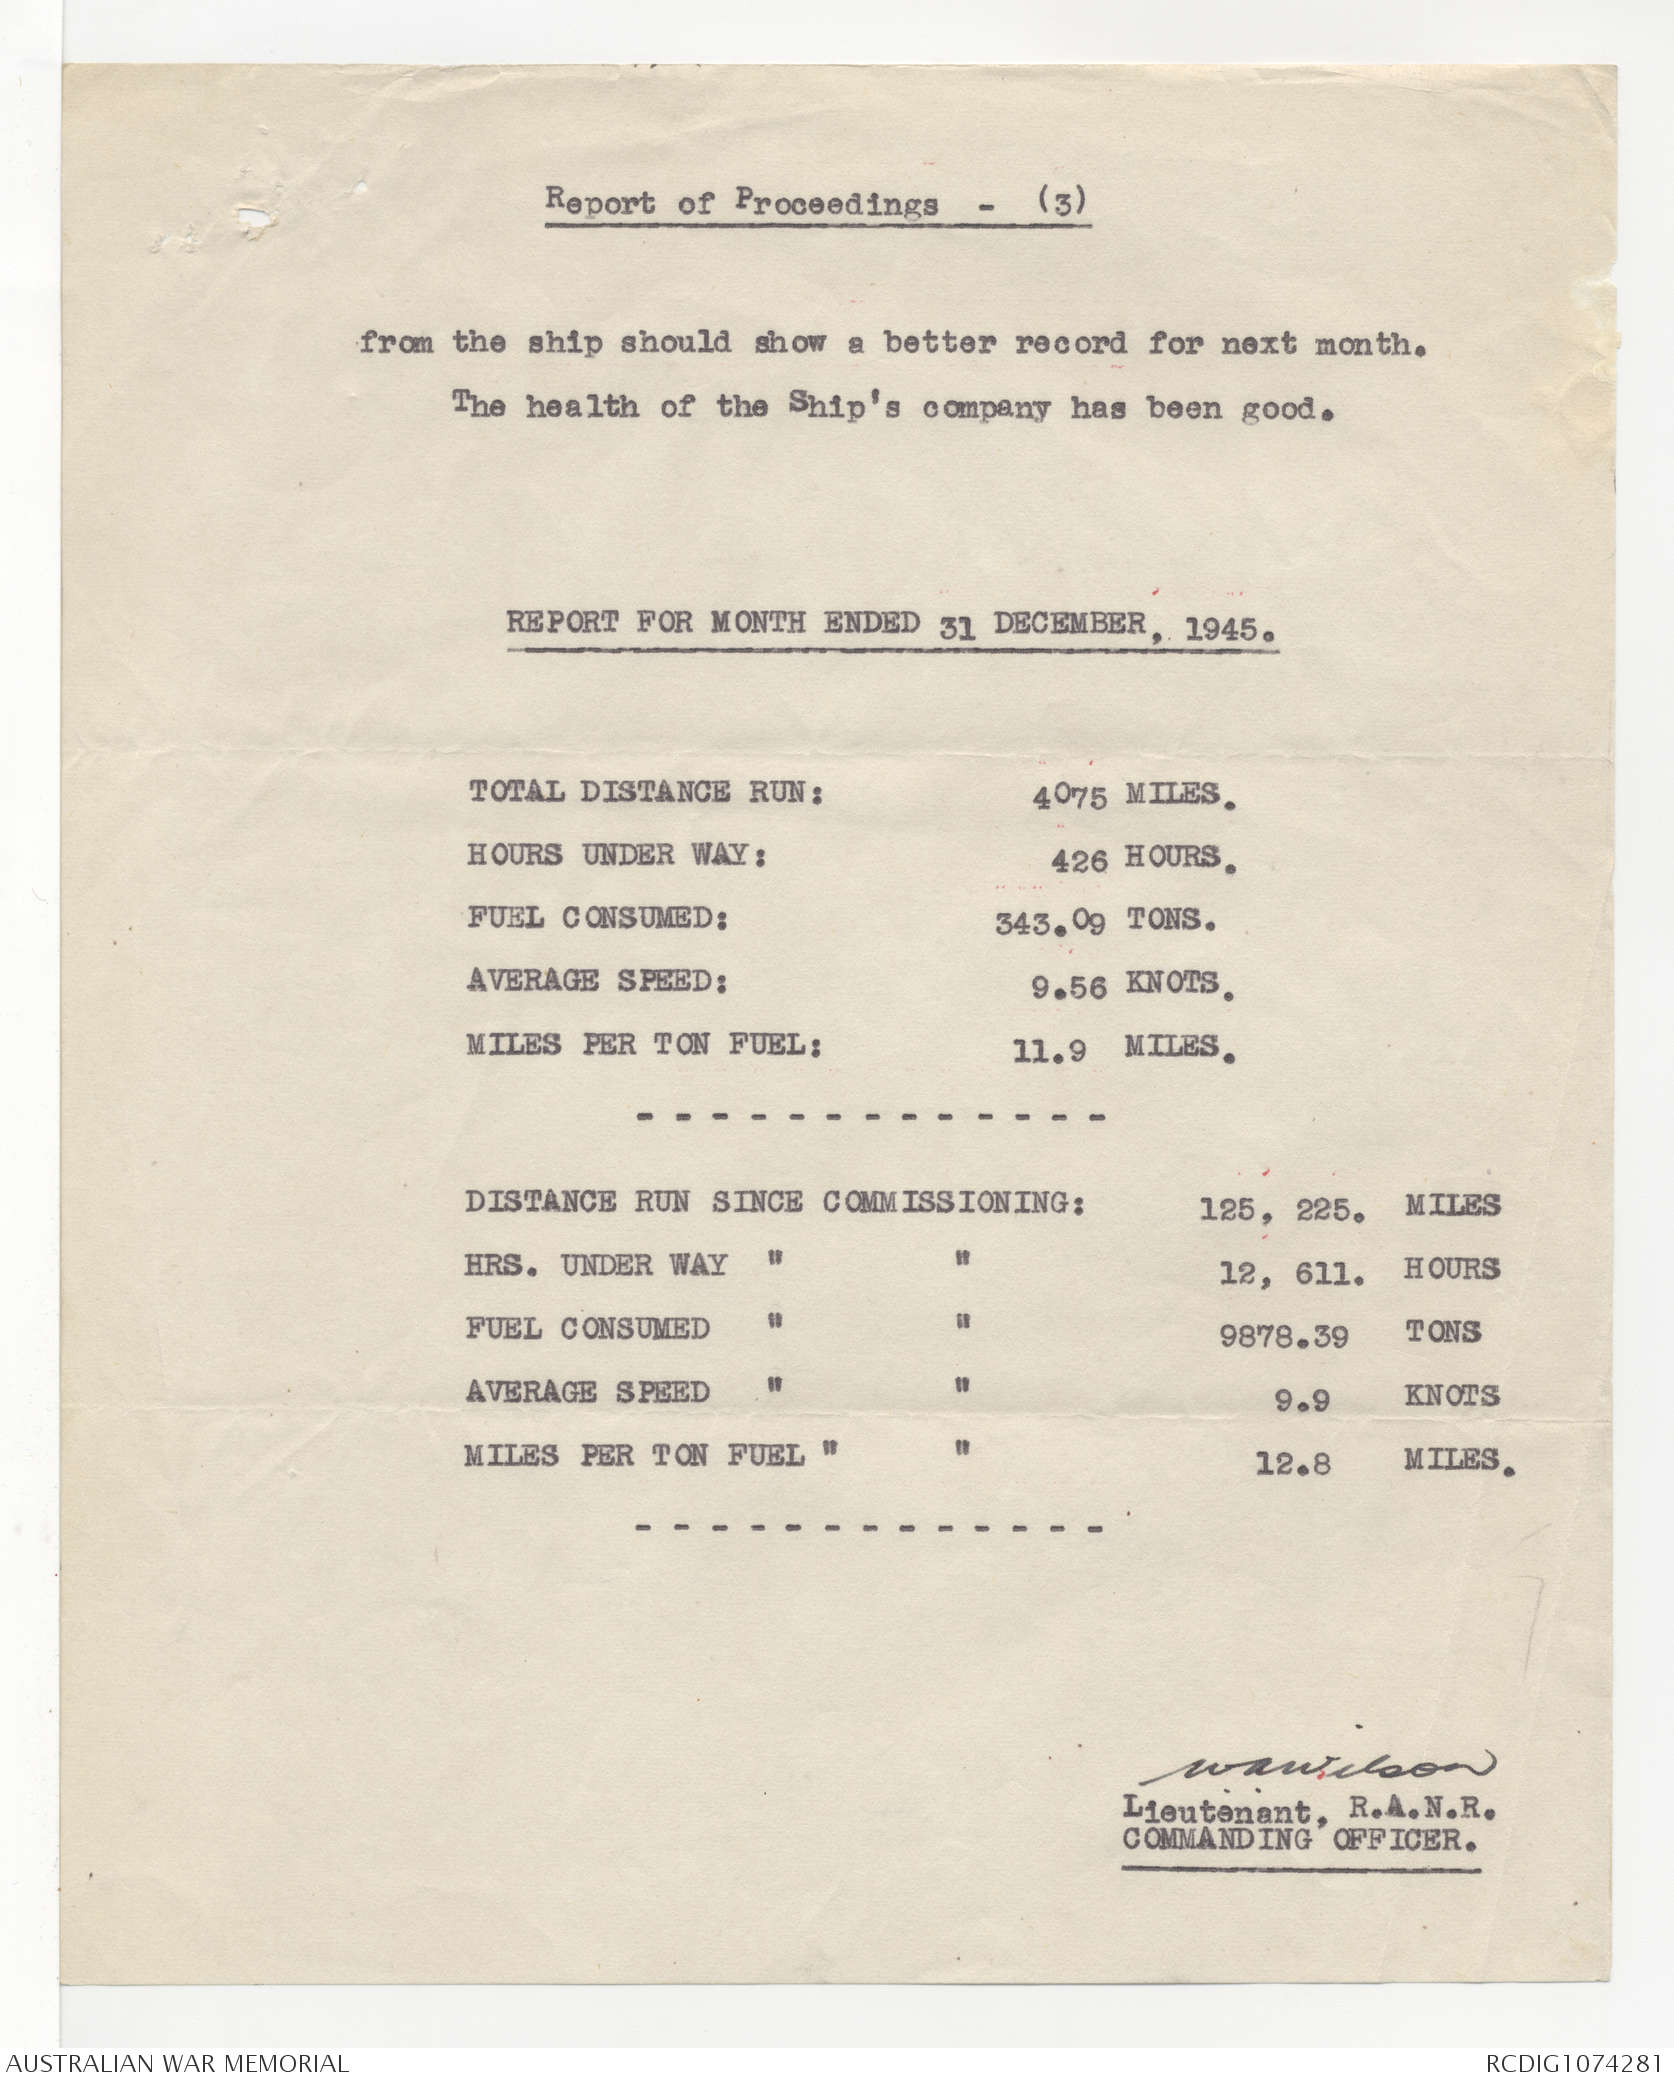 Report of Proceedings - (3)
from the ship should show a better record for next month.
The health of the Ship's company has been good.
REPORT FOR MONTH ENDED 31 DECEMBER, 1945.
TOTAL DISTANCE RUN: 4075 MILES.
HOURS UNDER WAY: 426 HOURS.
FUEL CONSUMED: 343.09 TONS.
AVERAGE SPEED: 9.56 KNOTS.
MILES PER TON FUEL: 11.9 MILES.
- - - - - - - - - - - - -
DISTANCE RUN SINCE COMMISSIONING: 125, 225. MILES
HRS. UNDER WAY " " 12, 611. HOURS
FUEL CONSUMED " " 9878.39 TONS
AVERAGE SPEED " " 9.9 KNOTS
MILES PER TON FUEL " " 12.8 MILES.
- - - - - - - - - - - - -
WAWilson
Lieutenant, R.A.N.R.
COMMANDING OFFICER.
AUSTRALIAN WAR MEMORIAL
RCDIG1074281